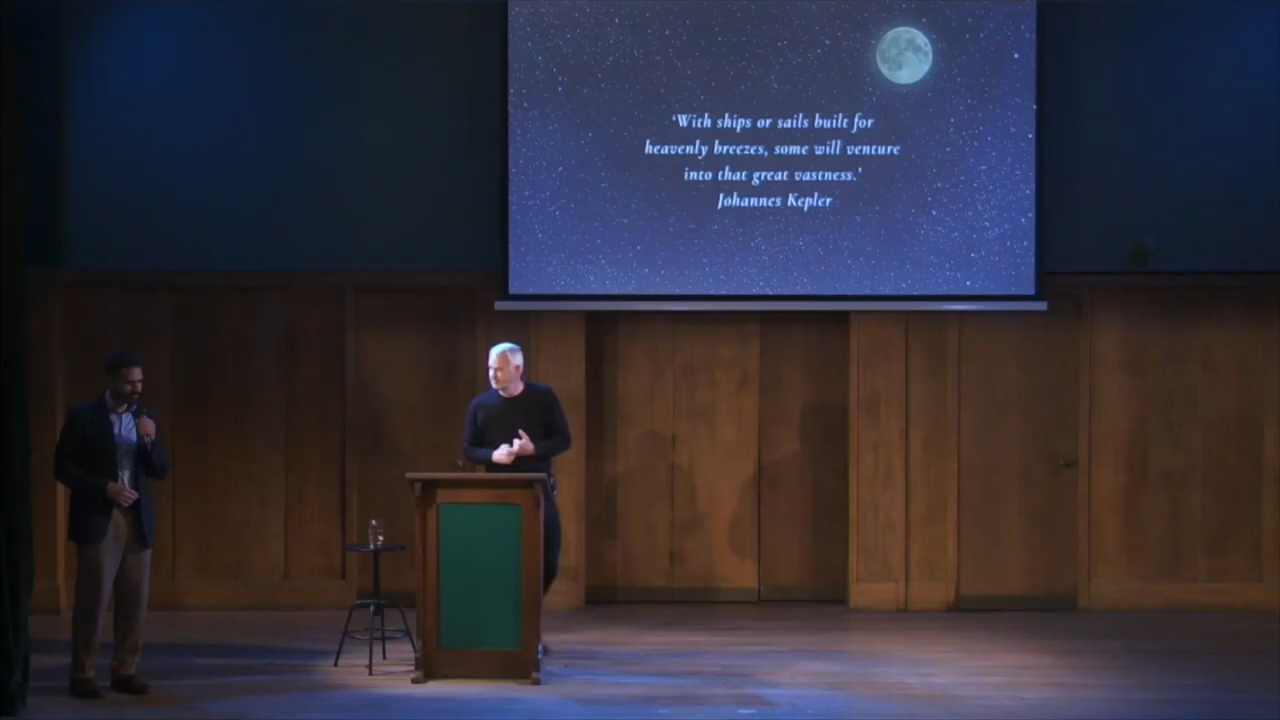 ‘With ships or sails built for
heavenly breezes, some will venture
into that great vastness.’
Johannes Kepler